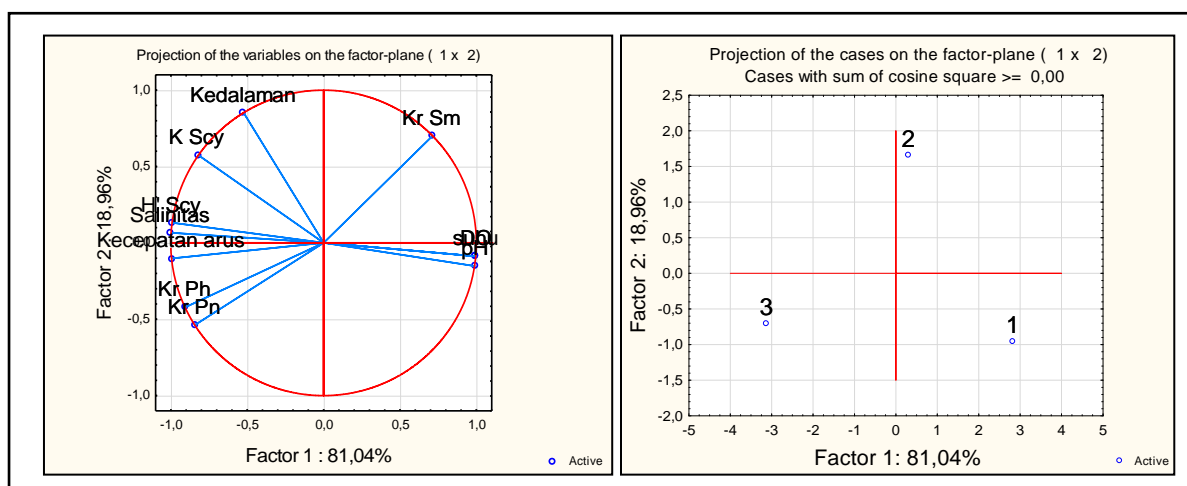 Projection of the variables on the factor-plane ( 1 x 2)
1,0
0,5
0,0
-0,5
-1,0
Factor 2 : 18,96%
Kedalaman
Kr Sm
K Scy
H' Scy
Salinitas
Kecepatan arus
DO
suhu
pH
Kr Ph
Kr Pn
-1,0 -0,5 0,0 0,5 1,0
Factor 1 : 81,04%
Active
Projection of the cases on the factor-plane ( 1 x 2)
Cases with sum of cosine square >= 0,00
2,5
2,0
1,5
1,0
0,5
0,0
-0,5
-1,0
-1,5
-2,0
Factor 2: 18,96%
2
3
1
-5 -4 -3 -2 -1 0 1 2 3 4 5
Factor 1: 81,04%
Active